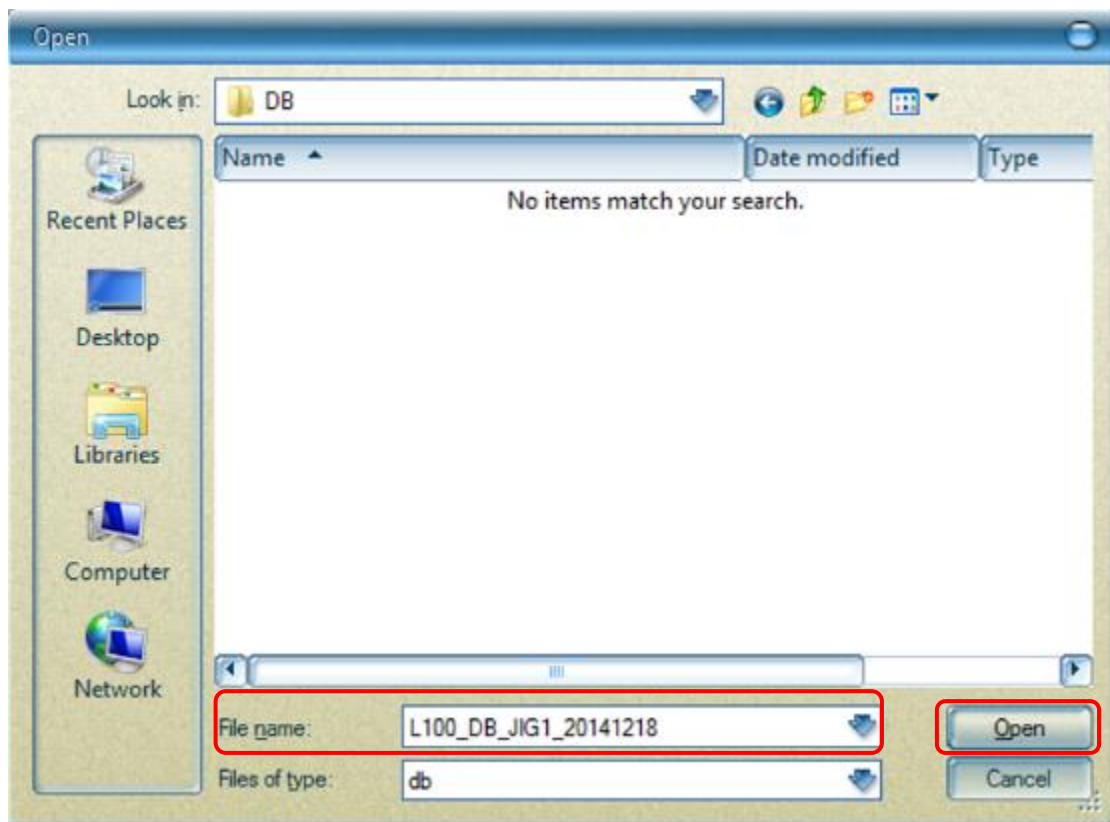 Open
Look in:
DB
Name
Date modified
Type
No items match your search.
Recent Places
Desktop
Libraries
Computer
Network
File name:
L100_DB_JIG1_20141218
Open
Files of type:
db
Cancel